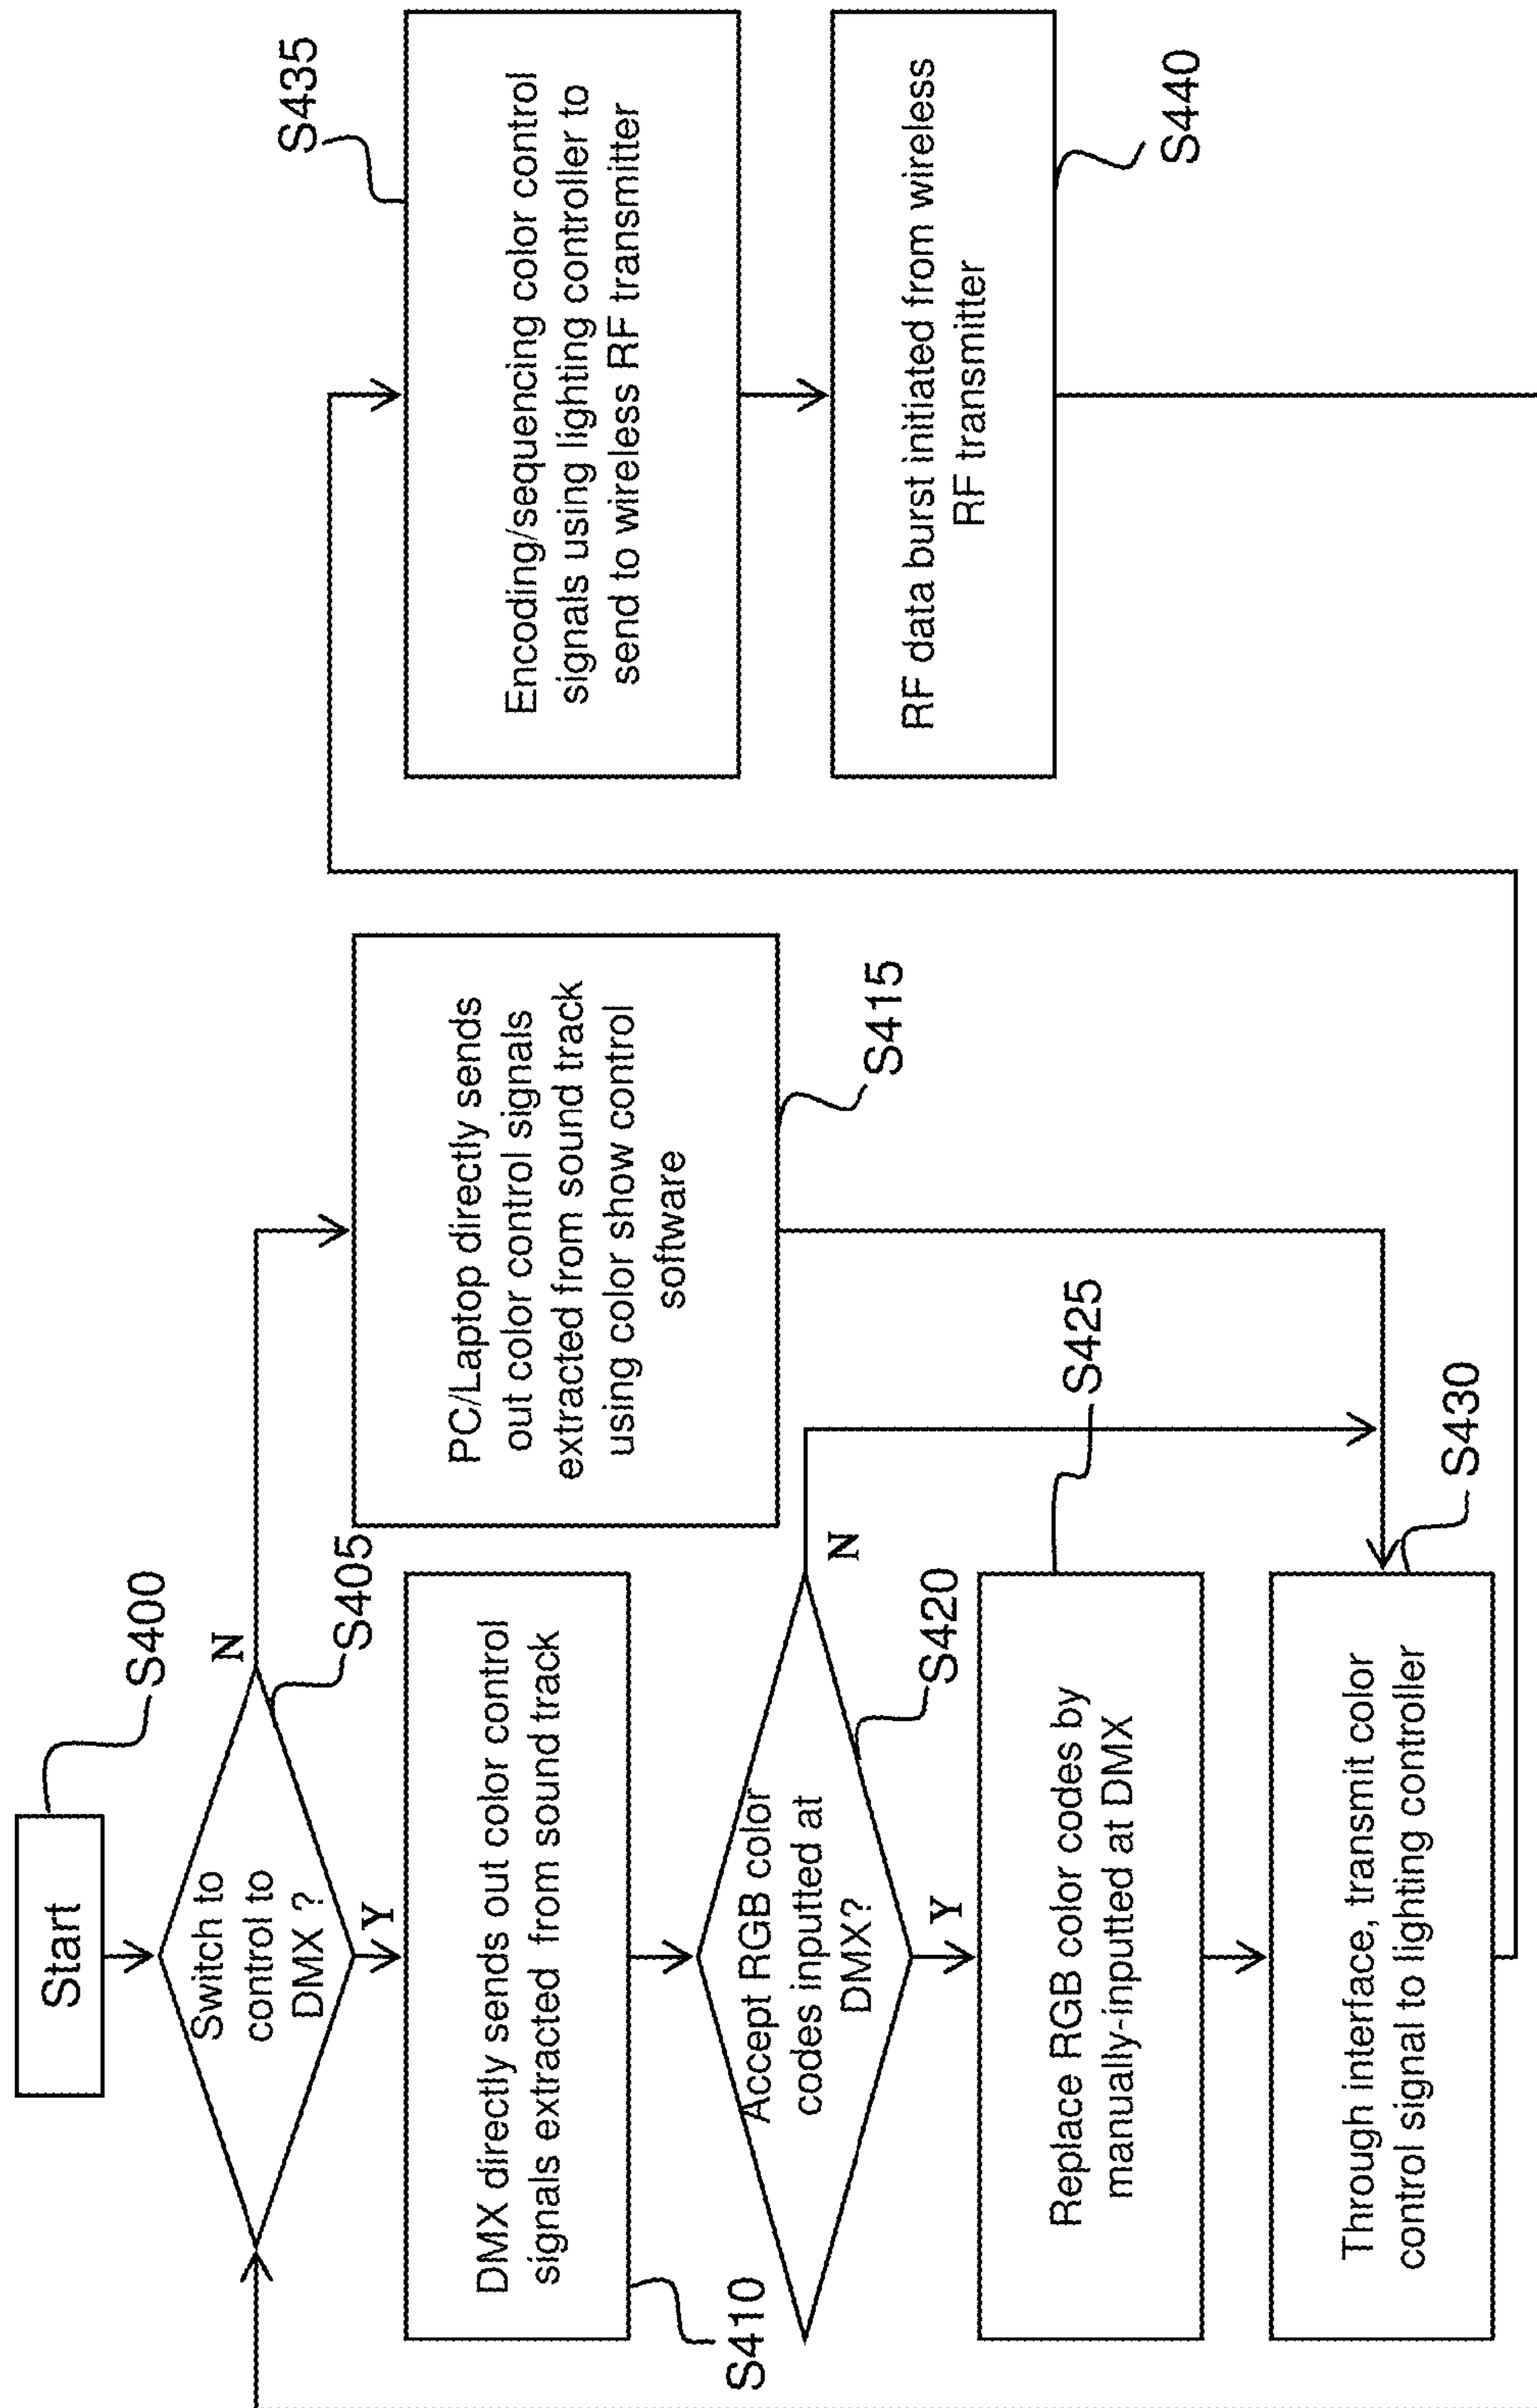 Start
S400
Switch to
control to
DMX ?
N
S405
Y
DMX directly sends out color control
signals extracted from sound track
S410
PC/Laptop directly sends
out color control signals
extracted from sound track
using color show control
software
S415
Accept RGB color
codes inputted at
DMX?
N
S420
Y
Replace RGB color codes by
manually-inputted at DMX
S425
Through interface, transmit color
control signal to lighting controller
S430
Encoding/sequencing color control
signals using lighting controller to
send to wireless RF transmitter
S435
RF data burst initiated from wireless
RF transmitter
S440